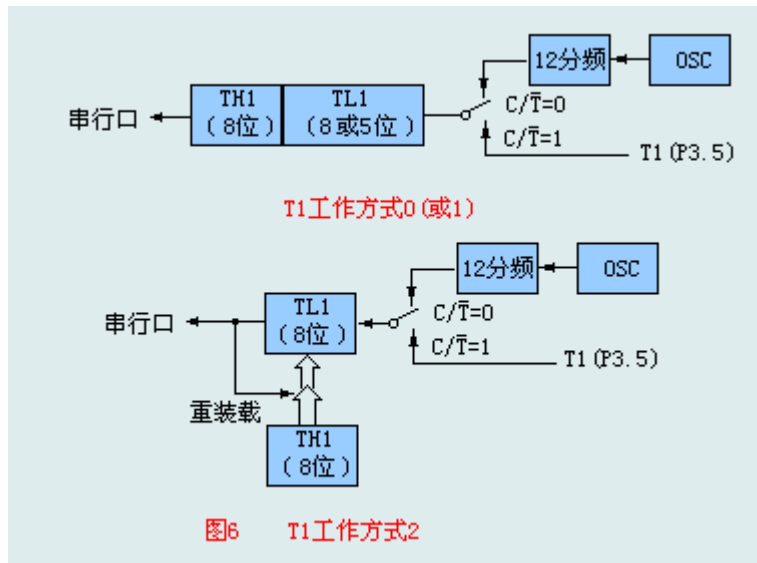 12分频
OSC
TH1
(8位)
TL1
(8或5位)
串行口
C/T̅=0
C/T̅=1
T1(P3.5)
T1工作方式0(或1)
12分频
OSC
TL1
(8位)
串行口
C/T̅=0
C/T̅=1
T1(P3.5)
重装载
TH1
(8位)
图6 T1工作方式2